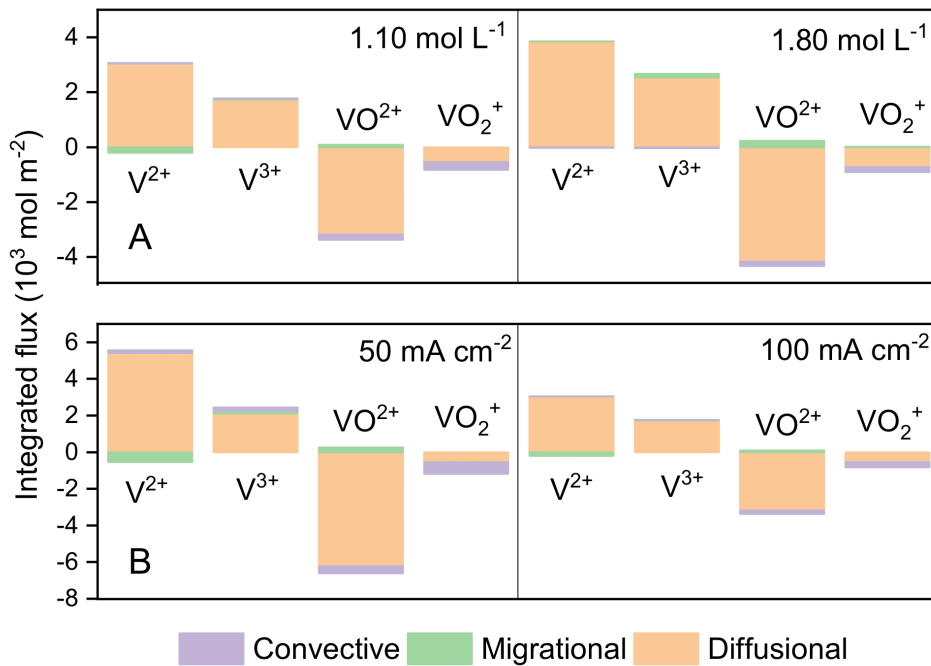 Integrated flux (10³ mol m⁻²)
4
2
0
-2
-4
1.10 mol L⁻¹
1.80 mol L⁻¹
V²⁺
V³⁺
VO²⁺
VO₂⁺
V²⁺
V³⁺
VO²⁺
VO₂⁺
A
6
4
2
0
-2
-4
-6
-8
50 mA cm⁻²
100 mA cm⁻²
V²⁺
V³⁺
VO²⁺
VO₂⁺
V²⁺
V³⁺
VO²⁺
VO₂⁺
B
Convective Migrational Diffusional